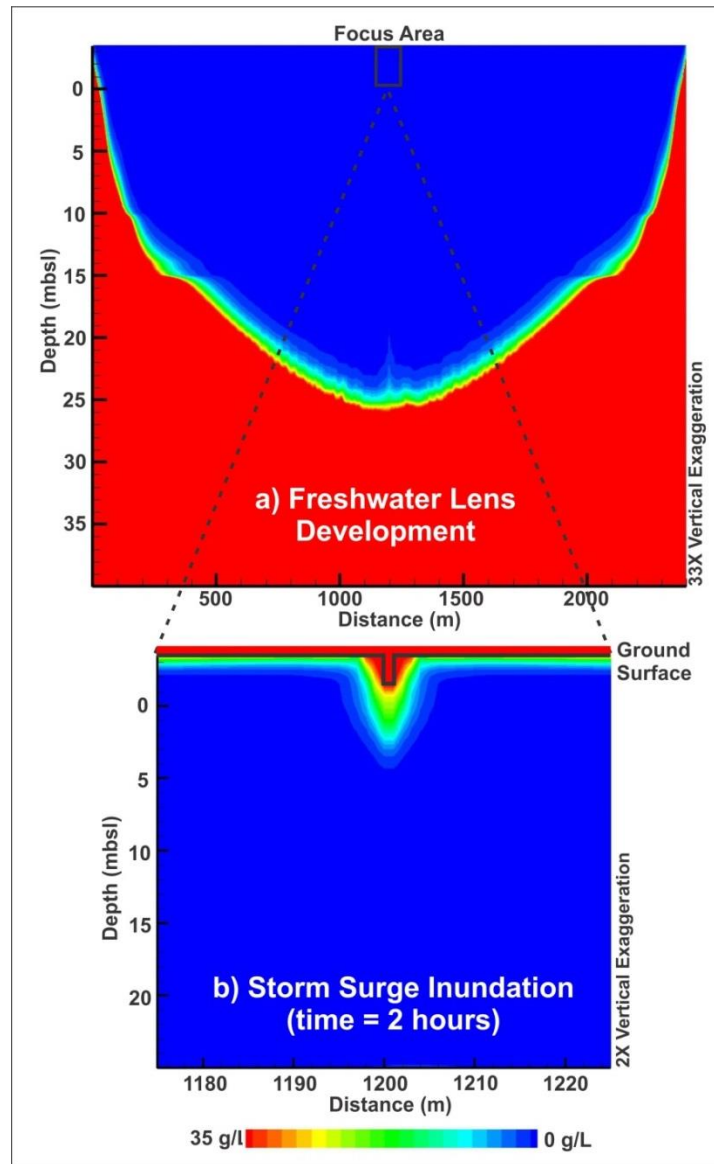 Focus Area
0
5
10
15
20
25
30
35
Depth (mbsl)
33X Vertical Exaggeration
a) Freshwater Lens
Development
500 1000 1500 2000
Distance (m)
Ground
Surface
0
5
10
15
20
Depth (mbsl)
2X Vertical Exaggeration
b) Storm Surge Inundation
(time = 2 hours)
1180 1190 1200 1210 1220
Distance (m)
35 g/L 0 g/L